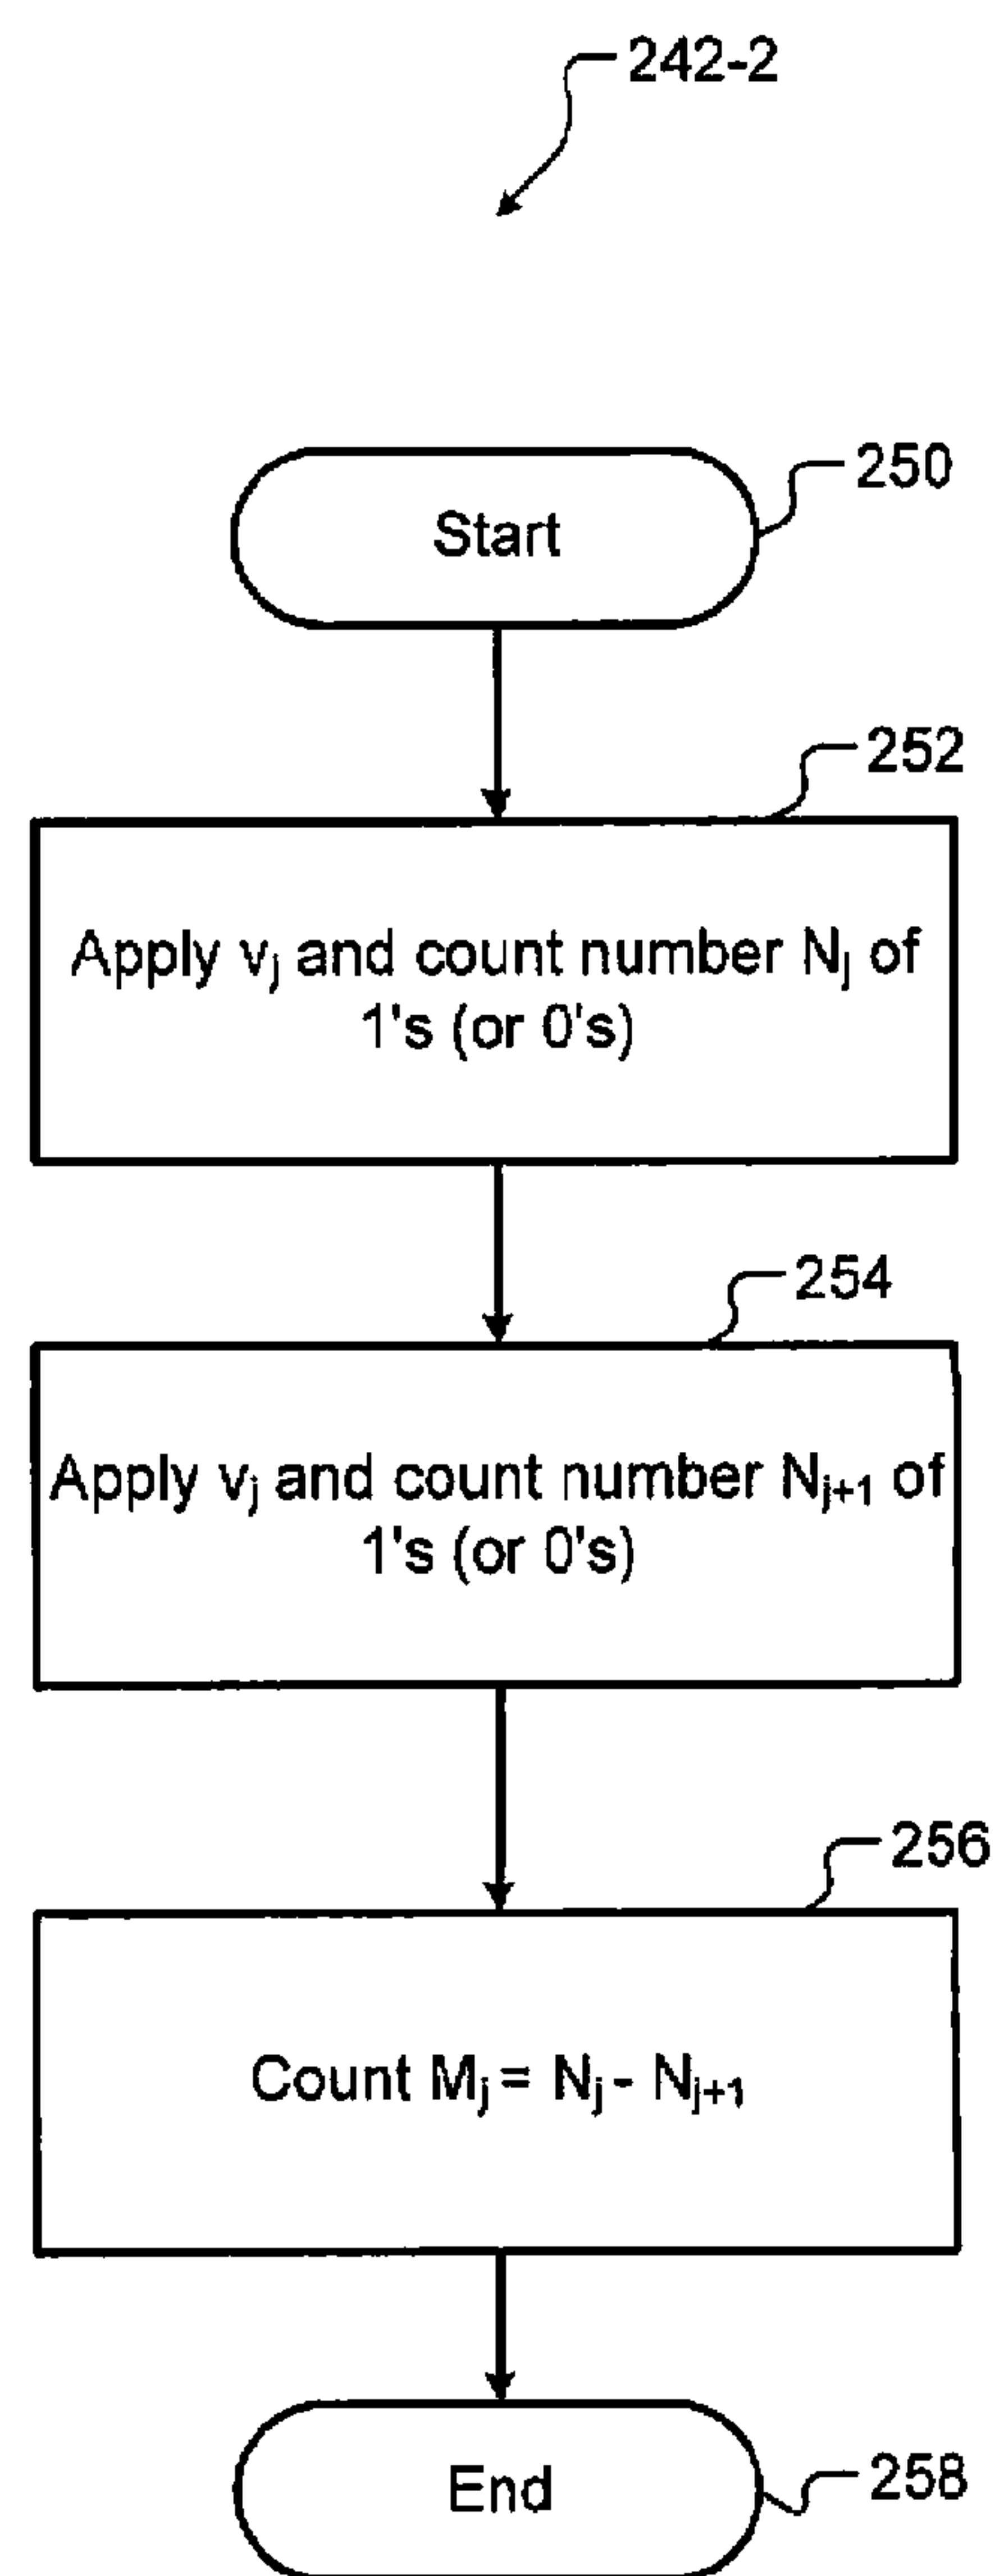 242-2
250
Start
252
Apply vⱼ and count number Nⱼ of
1's (or 0's)
254
Apply vⱼ and count number Nⱼ₊₁ of
1's (or 0's)
256
Count Mⱼ = Nⱼ - Nⱼ₊₁
End
258